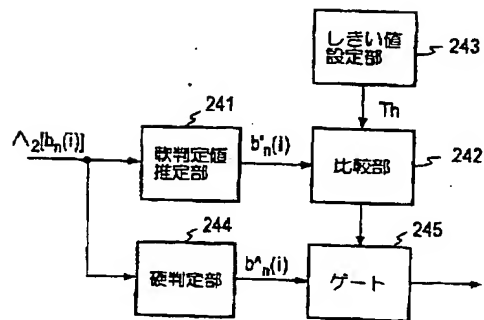 しきい値
設定部
243
Th
241
Λ₂[bₙ(i)]
軟判定値
推定部
b'ₙ(i)
比較部
242
244
硬判定部
b^ₙ(i)
245
ゲート